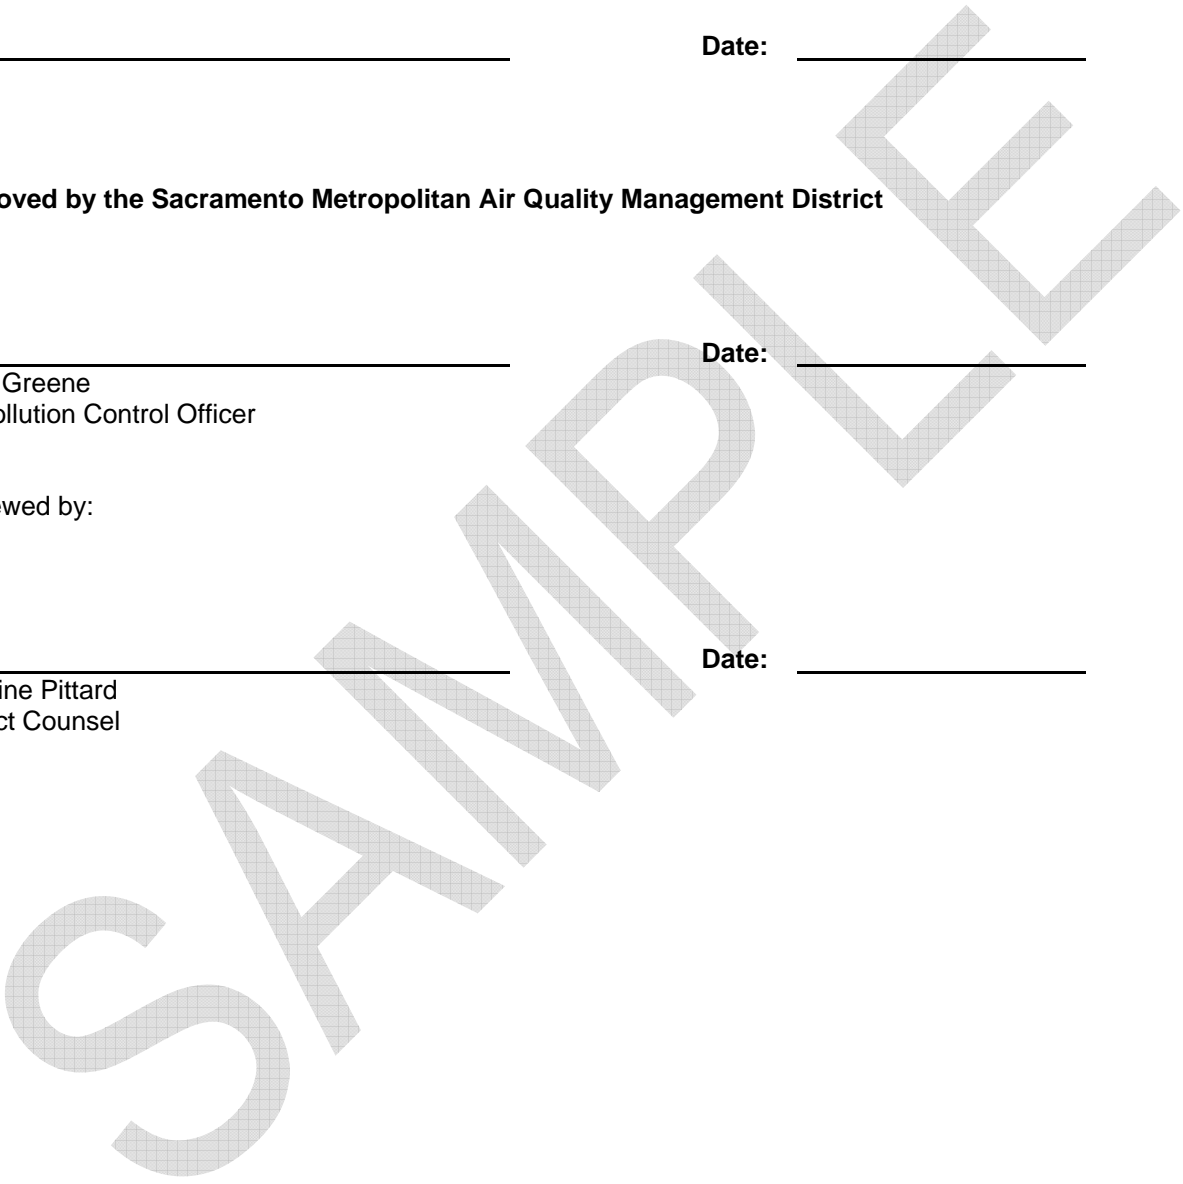 Date:
oved by the Sacramento Metropolitan Air Quality Management District
Date:
Greene
ollution Control Officer
wed by:
Date:
ine Pittard
ct Counsel
SAMPLE